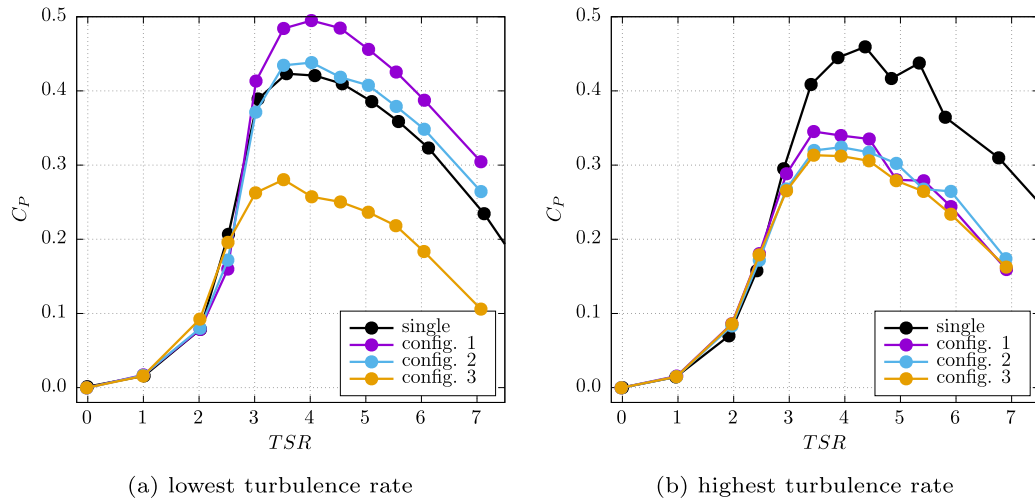 0.5
0.4
0.3
0.2
0.1
0.0
C_P
0 1 2 3 4 5 6 7
TSR
single
config. 1
config. 2
config. 3
(a) lowest turbulence rate
0.5
0.4
0.3
0.2
0.1
0.0
C_P
0 1 2 3 4 5 6 7
TSR
single
config. 1
config. 2
config. 3
(b) highest turbulence rate